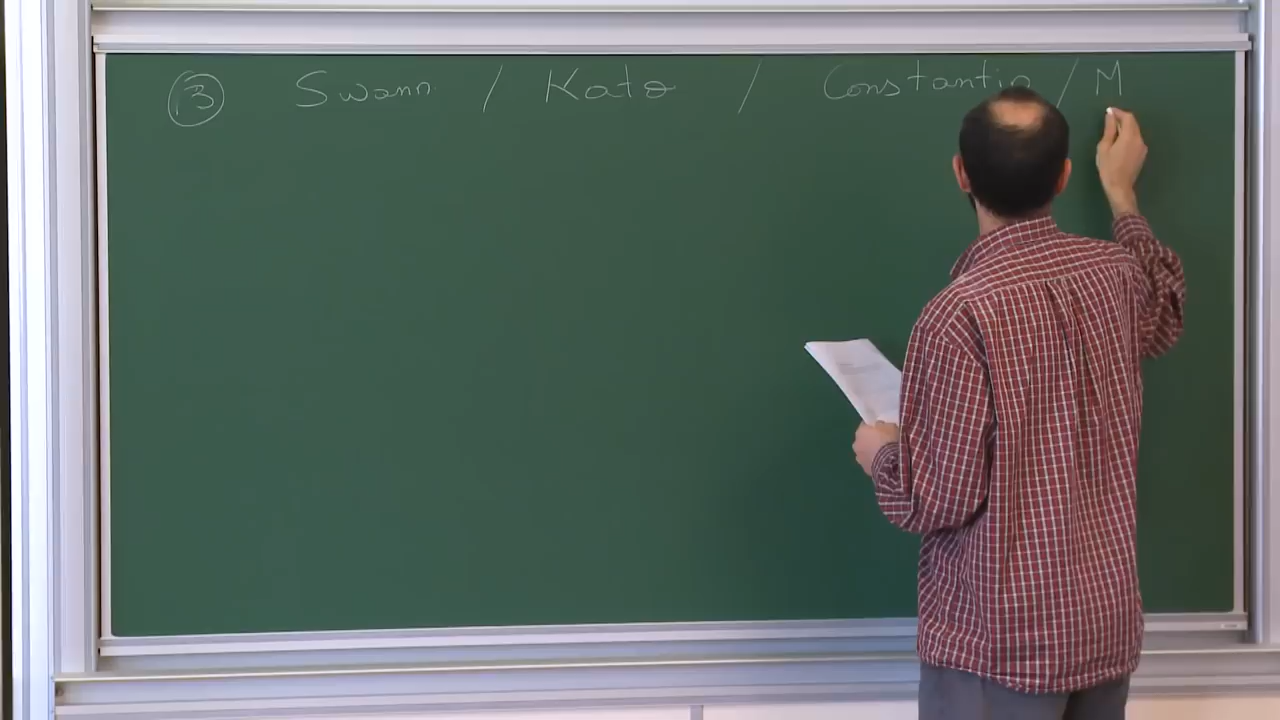 ③ Swann / Kato / Constantin / M